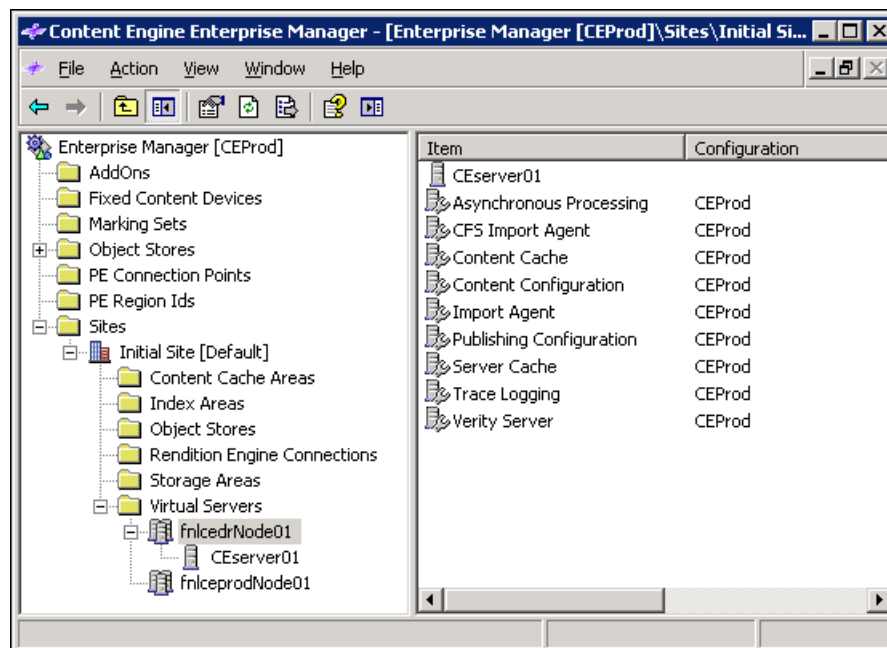 Content Engine Enterprise Manager - [Enterprise Manager [CEProd]\Sites\Initial Si...
File Action View Window Help
Enterprise Manager [CEProd]
AddOns
Fixed Content Devices
Marking Sets
Object Stores
PE Connection Points
PE Region Ids
Sites
Initial Site [Default]
Content Cache Areas
Index Areas
Object Stores
Rendition Engine Connections
Storage Areas
Virtual Servers
fnlcedrNode01
CEserver01
fnlceprodNode01
Item Configuration
CEserver01
Asynchronous Processing CEProd
CFS Import Agent CEProd
Content Cache CEProd
Content Configuration CEProd
Import Agent CEProd
Publishing Configuration CEProd
Server Cache CEProd
Trace Logging CEProd
Verity Server CEProd